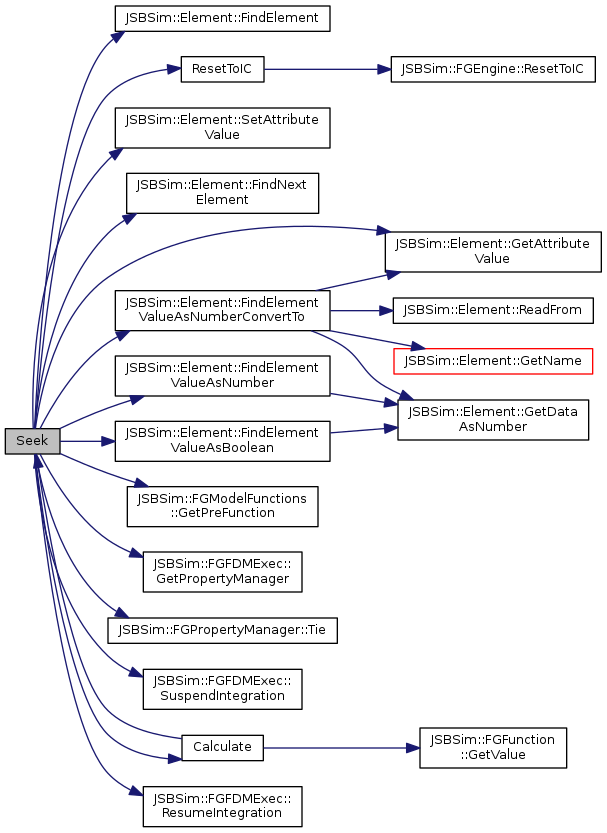 JSBSim::Element::FindElement
ResetToIC
JSBSim::FGEngine::ResetToIC
JSBSim::Element::SetAttribute
Value
JSBSim::Element::FindNext
Element
JSBSim::Element::GetAttribute
Value
JSBSim::Element::FindElement
ValueAsNumberConvertTo
JSBSim::Element::ReadFrom
JSBSim::Element::GetName
JSBSim::Element::FindElement
ValueAsNumber
JSBSim::Element::GetData
AsNumber
Seek
JSBSim::Element::FindElement
ValueAsBoolean
JSBSim::FGModelFunctions
::GetPreFunction
JSBSim::FGFDMExec::
GetPropertyManager
JSBSim::FGPropertyManager::Tie
JSBSim::FGFDMExec::
SuspendIntegration
Calculate
JSBSim::FGFunction
::GetValue
JSBSim::FGFDMExec::
ResumeIntegration